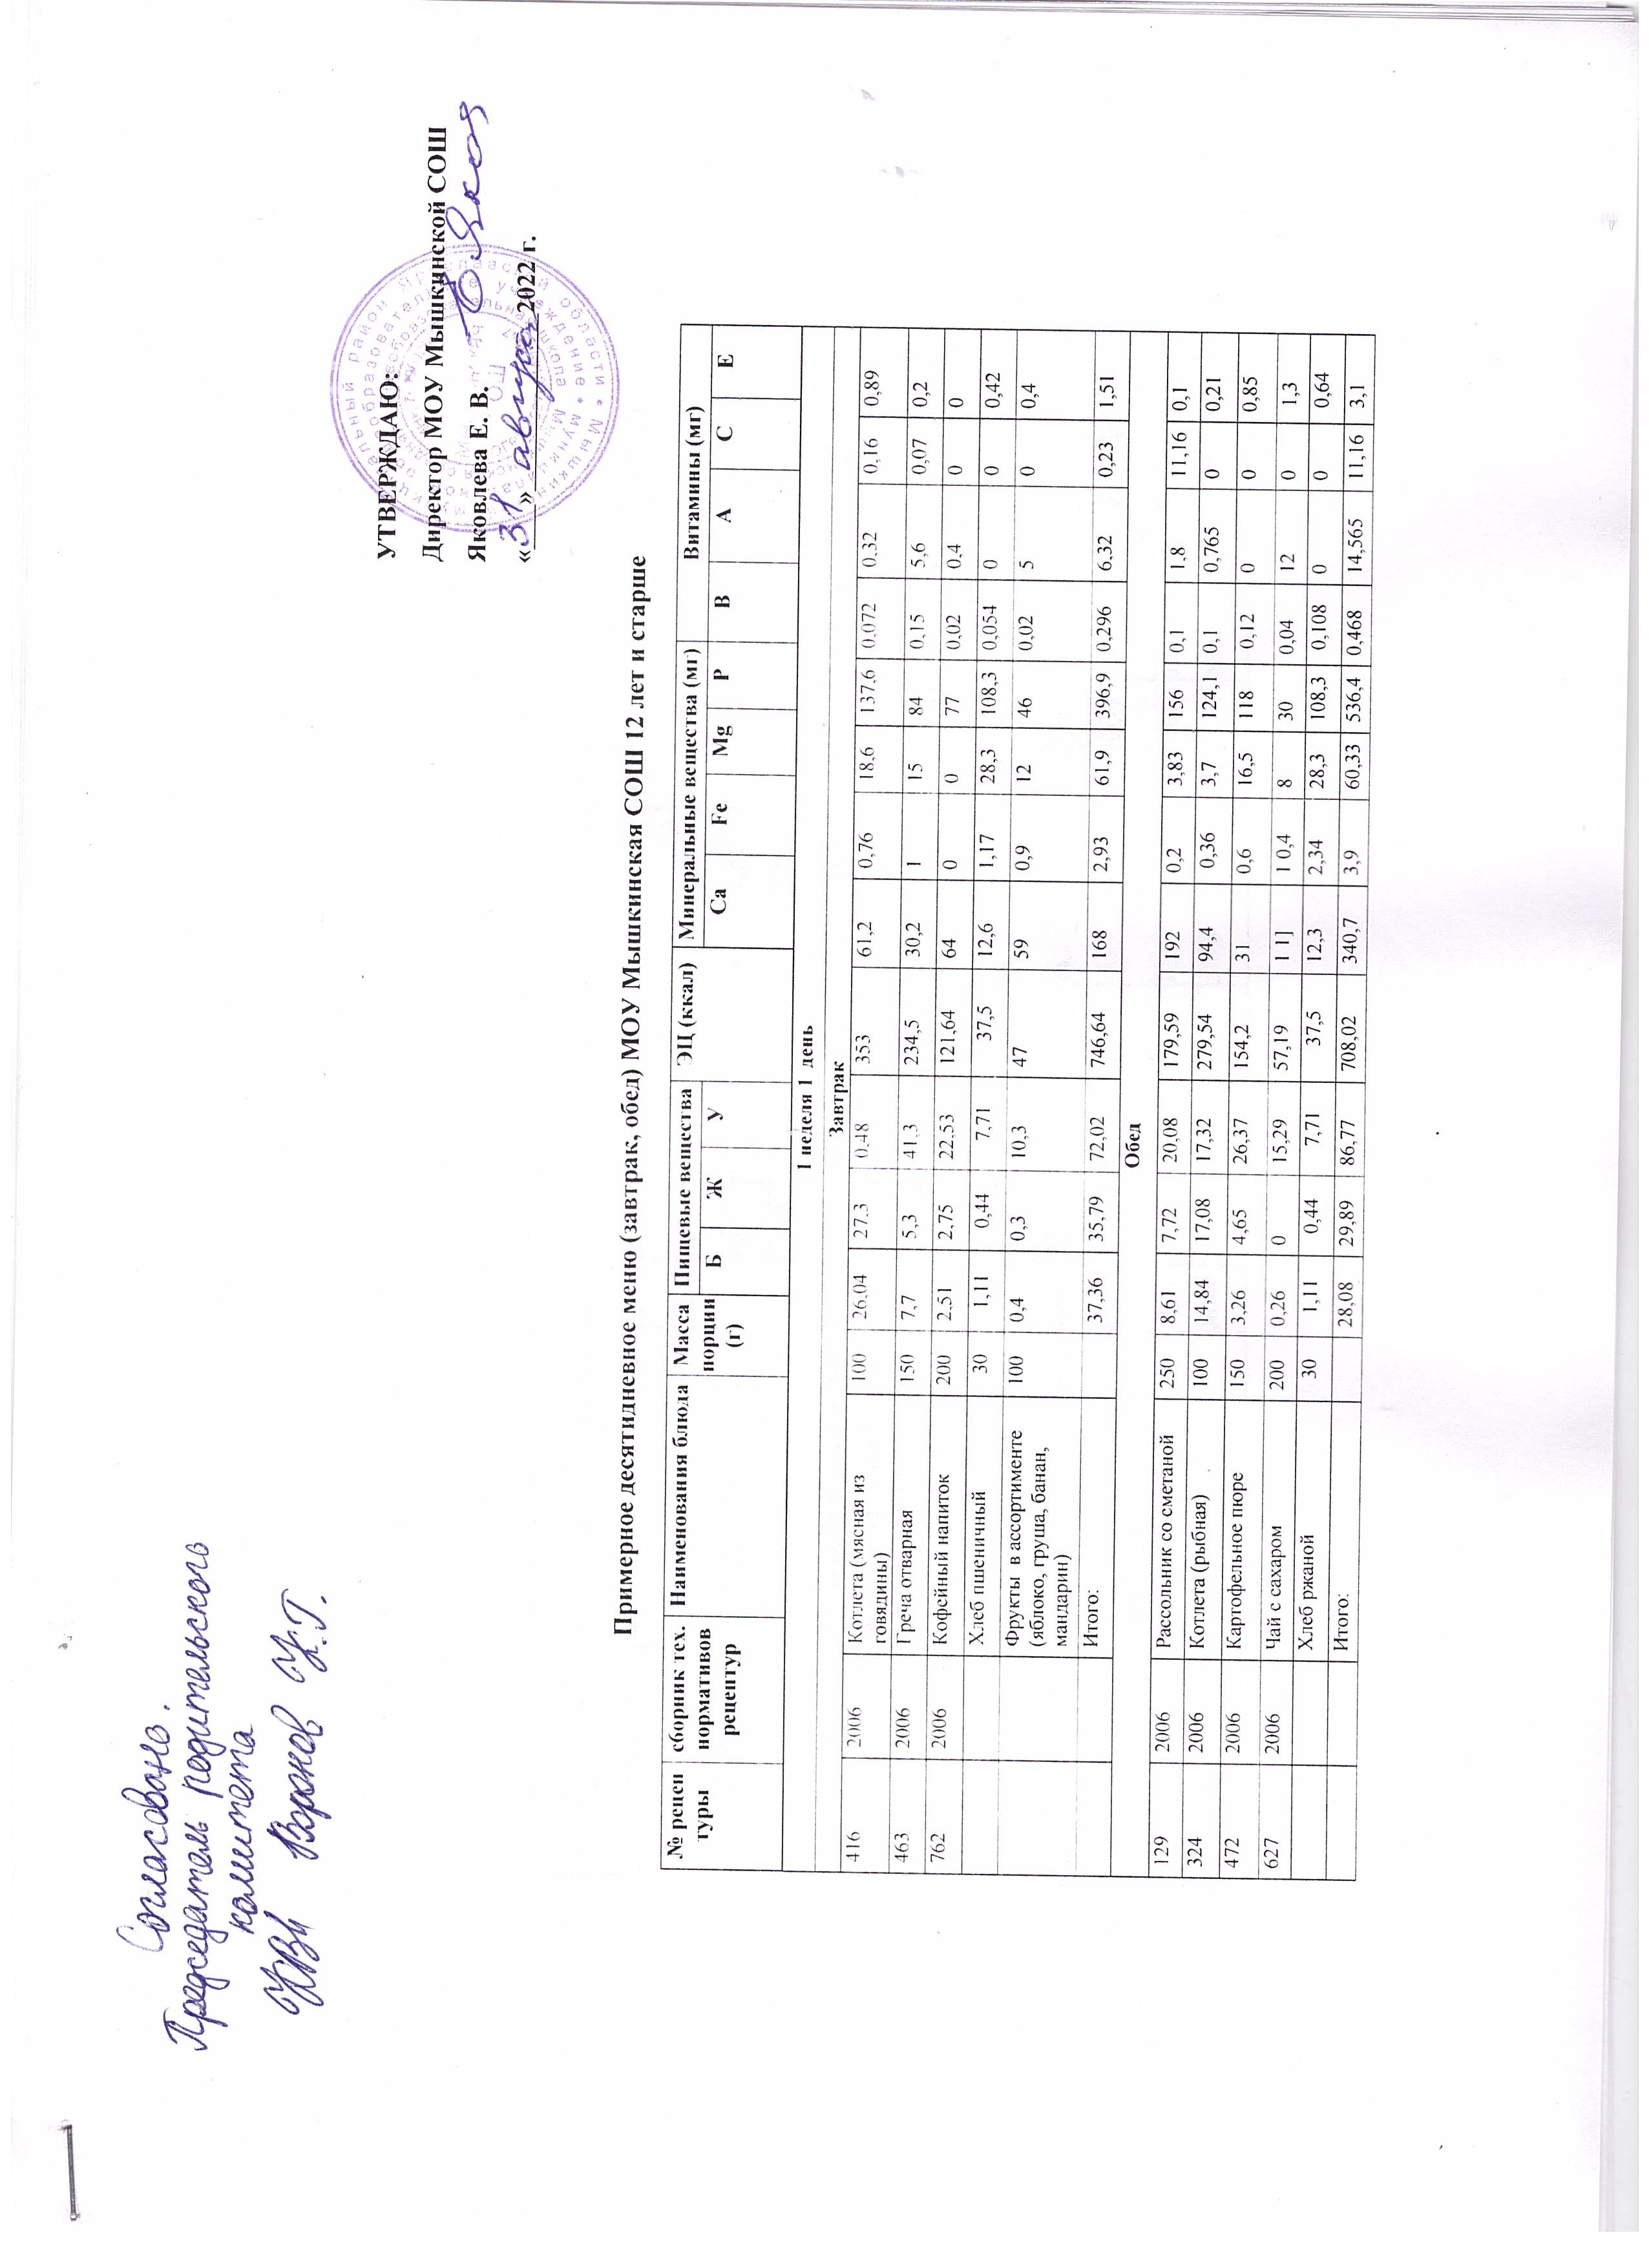 Согласовано.
Председатель родительского
комитета
Воронов
УТВЕРЖДАЮ:
Директор МОУ Мышкинской СОШ
Яковлева Е. В.
«31» августа 2022 г.
Примерное десятидневное меню (завтрак, обед) МОУ Мышкинская СОШ 12 лет и старше
№ рецеп туры | сборник тех. нормативов рецептур | Наименования блюда | Масса порции (г) | Пищевые вещества | ЭЦ (ккал) | Минеральные вещества (мг) | Витамины (мг)
Б | Ж | У | Ca | Fe | Mg | P | B | A | C | E
1 неделя 1 день
Завтрак
416 | 2006 | Котлета (мясная из говядины) | 100 | 26,04 | 27,3 | 0,48 | 353 | 61,2 | 0,76 | 18,6 | 137,6 | 0,072 | 0,32 | 0,16 | 0,89
463 | 2006 | Греча отварная | 150 | 7,7 | 5,3 | 41,3 | 234,5 | 30,2 | 1 | 15 | 84 | 0,15 | 5,6 | 0,07 | 0,2
762 | 2006 | Кофейный напиток | 200 | 2,51 | 2,75 | 22,53 | 121,64 | 64 | 0 | 0 | 77 | 0,02 | 0,4 | 0 | 0
Хлеб пшеничный | 30 | 1,11 | 0,44 | 7,71 | 37,5 | 12,6 | 1,17 | 28,3 | 108,3 | 0,054 | 0 | 0 | 0,42
Фрукты в ассортименте (яблоко, груша, банан, мандарин) | 100 | 0,4 | 0,3 | 10,3 | 47 | 59 | 0,9 | 12 | 46 | 0,02 | 5 | 0 | 0,4
Итого: | 37,36 | 35,79 | 72,02 | 746,64 | 168 | 2,93 | 61,9 | 396,9 | 0,296 | 6,32 | 0,23 | 1,51
Обед
129 | 2006 | Рассольник со сметаной | 250 | 8,61 | 7,72 | 20,08 | 179,59 | 192 | 0,2 | 3,83 | 156 | 0,1 | 1,8 | 11,16 | 0,1
324 | 2006 | Котлета (рыбная) | 100 | 14,84 | 17,08 | 17,32 | 279,54 | 94,4 | 0,36 | 3,7 | 124,1 | 0,1 | 0,765 | 0 | 0,21
472 | 2006 | Картофельное пюре | 150 | 3,26 | 4,65 | 26,37 | 154,2 | 31 | 0,6 | 16,5 | 118 | 0,12 | 0 | 0 | 0,85
627 | 2006 | Чай с сахаром | 200 | 0,26 | 0 | 15,29 | 57,19 | 1 1] | 1 0,4 | 8 | 30 | 0,04 | 12 | 0 | 1,3
Хлеб ржаной | 30 | 1,11 | 0,44 | 7,71 | 37,5 | 12,3 | 2,34 | 28,3 | 108,3 | 0,108 | 0 | 0 | 0,64
Итого: | 28,08 | 29,89 | 86,77 | 708,02 | 340,7 | 3,9 | 60,33 | 536,4 | 0,468 | 14,565 | 11,16 | 3,1